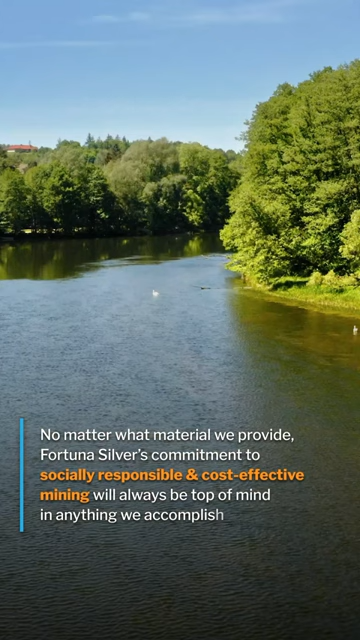 No matter what material we provide,
Fortuna Silver's commitment to
socially responsible & cost-effective
mining will always be top of mind
in anything we accomplish